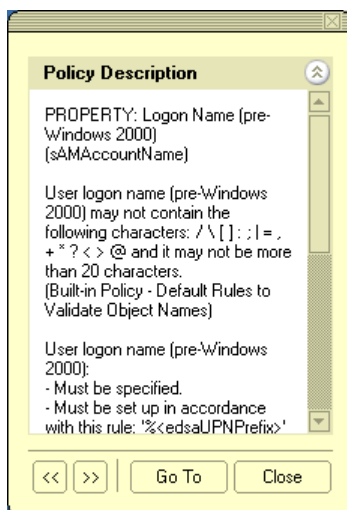 Policy Description
PROPERTY: Logon Name (pre-
Windows 2000)
(sAMAccountName)
User logon name (pre-Windows
2000) may not contain the
following characters: / \ [ ] : ; | = ,
+ * ? < > @ and it may not be more
than 20 characters.
(Built-in Policy - Default Rules to
Validate Object Names)
User logon name (pre-Windows
2000):
- Must be specified.
- Must be set up in accordance
with this rule: '%<edsaUPNPrefix>'
<< >> Go To Close